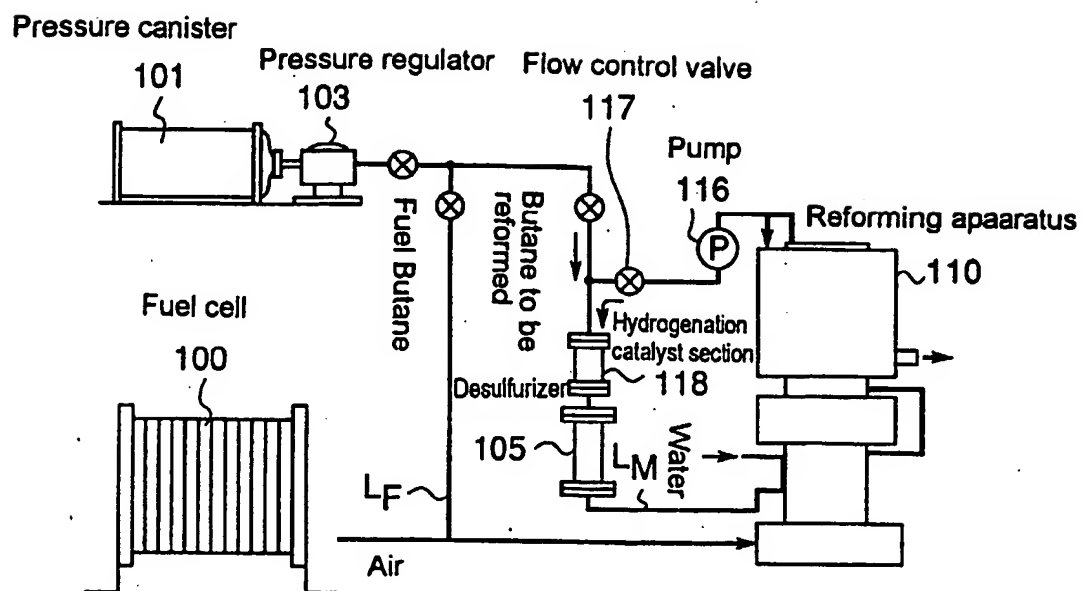 Pressure canister
101
Pressure regulator
103
Flow control valve
117
Pump
116
P
Reforming apaaratus
110
Fuel Butane
Butane to be
reformed
Fuel cell
100
Hydrogenation
catalyst section
118
Desulfurizer
105
LM
Water
LF
Air